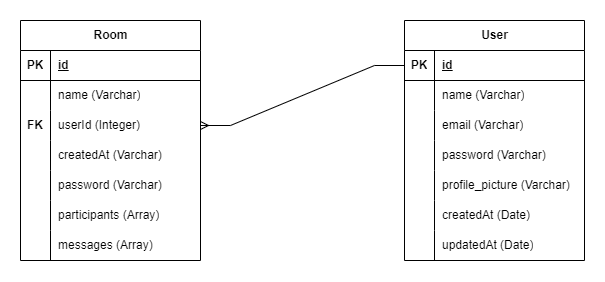 Room
PK id
name (Varchar)
FK userId (Integer)
createdAt (Varchar)
password (Varchar)
participants (Array)
messages (Array)
User
PK id
name (Varchar)
email (Varchar)
password (Varchar)
profile_picture (Varchar)
createdAt (Date)
updatedAt (Date)